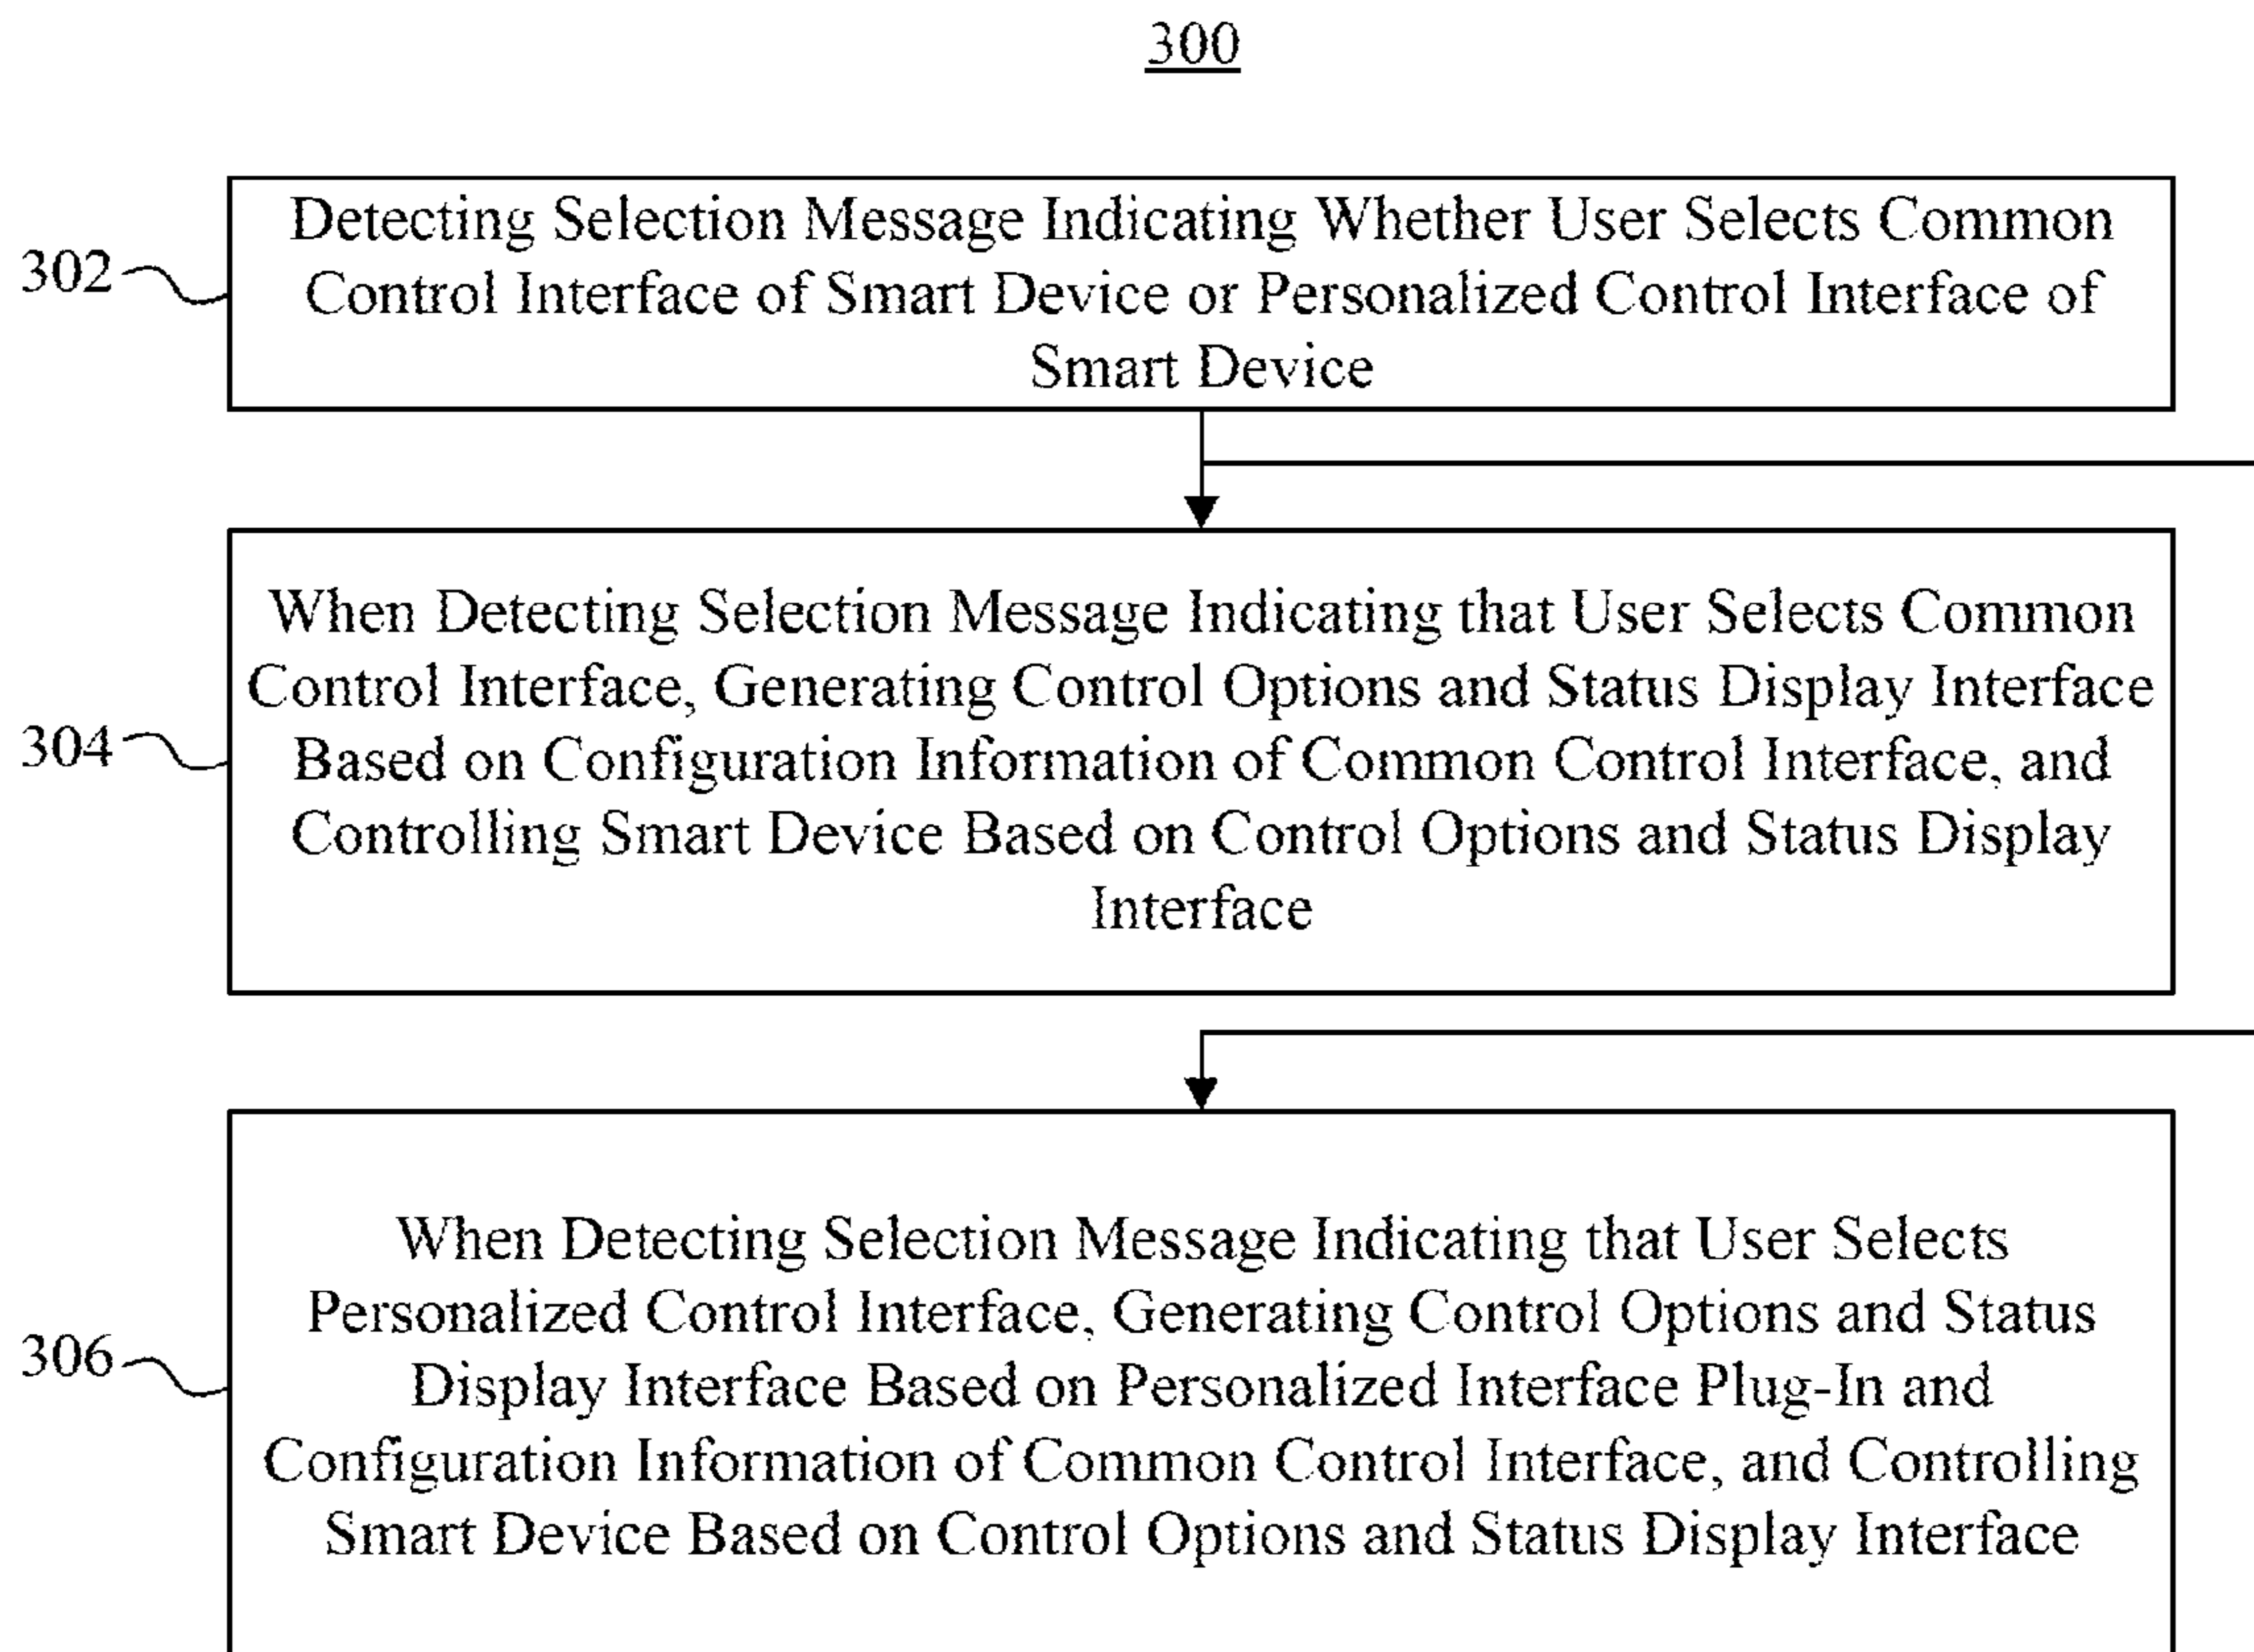 300
302
Detecting Selection Message Indicating Whether User Selects Common
Control Interface of Smart Device or Personalized Control Interface of
Smart Device
304
When Detecting Selection Message Indicating that User Selects Common
Control Interface, Generating Control Options and Status Display Interface
Based on Configuration Information of Common Control Interface, and
Controlling Smart Device Based on Control Options and Status Display
Interface
306
When Detecting Selection Message Indicating that User Selects
Personalized Control Interface, Generating Control Options and Status
Display Interface Based on Personalized Interface Plug-In and
Configuration Information of Common Control Interface, and Controlling
Smart Device Based on Control Options and Status Display Interface